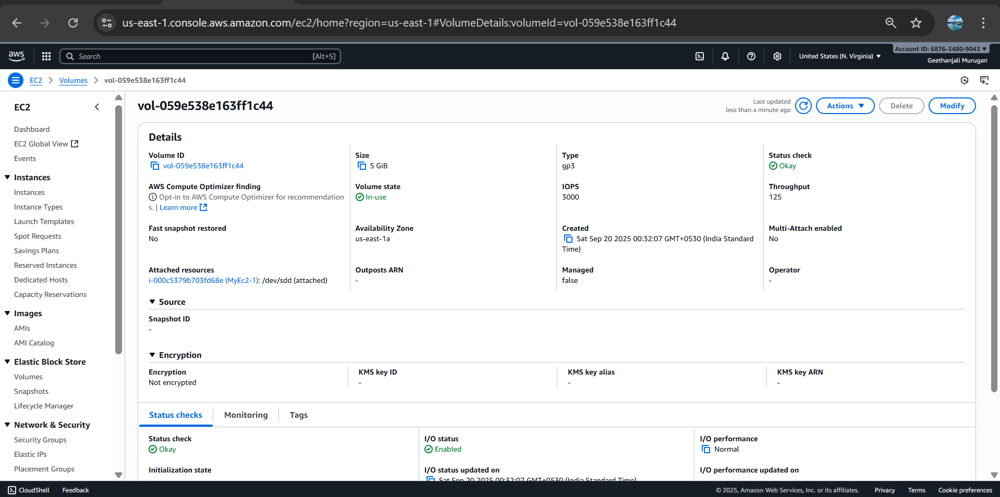 us-east-1.console.aws.amazon.com/ec2/home?region=us-east-1#VolumeDetails:volumeId=vol-059e538e163ff1c44
aws
Search [Alt+S]
United States (N. Virginia)
Account ID: 6876-3480-9043
Geethanjali Murugan
EC2 > Volumes > vol-059e538e163ff1c44
EC2
Dashboard
EC2 Global View
Events
Instances
Instances
Instance Types
Launch Templates
Spot Requests
Savings Plans
Reserved Instances
Dedicated Hosts
Capacity Reservations
Images
AMIs
AMI Catalog
Elastic Block Store
Volumes
Snapshots
Lifecycle Manager
Network & Security
Security Groups
Elastic IPs
Placement Groups
vol-059e538e163ff1c44
Last updated
less than a minute ago
Actions
Delete
Modify
Details
Volume ID
vol-059e538e163ff1c44
Size
5 GiB
Type
gp3
Status check
Okay
AWS Compute Optimizer finding
Opt-in to AWS Compute Optimizer for recommendation
s. | Learn more
Volume state
In-use
IOPS
3000
Throughput
125
Fast snapshot restored
No
Availability Zone
us-east-1a
Created
Sat Sep 20 2025 00:32:07 GMT+0530 (India Standard
Time)
Multi-Attach enabled
No
Attached resources
i-000c5379b703fd68e (MyEc2-1): /dev/sdd (attached)
Outposts ARN
-
Managed
false
Operator
-
Source
Snapshot ID
-
Encryption
Encryption
Not encrypted
KMS key ID
-
KMS key alias
-
KMS key ARN
-
Status checks
Monitoring
Tags
Status check
Okay
I/O status
Enabled
I/O performance
Normal
Initialization state
I/O status updated on
Sat Sep 20 2025 00:32:07 GMT+0530 (India Standard Time)
I/O performance updated on
CloudShell
Feedback
© 2025, Amazon Web Services, Inc. or its affiliates.
Privacy
Terms
Cookie preferences